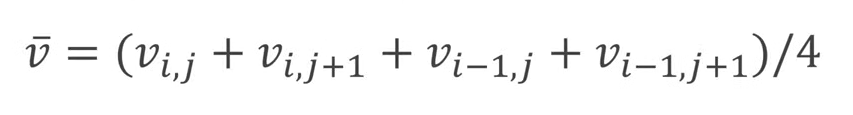 v̄ = (v_{i,j} + v_{i,j+1} + v_{i−1,j} + v_{i−1,j+1})/4